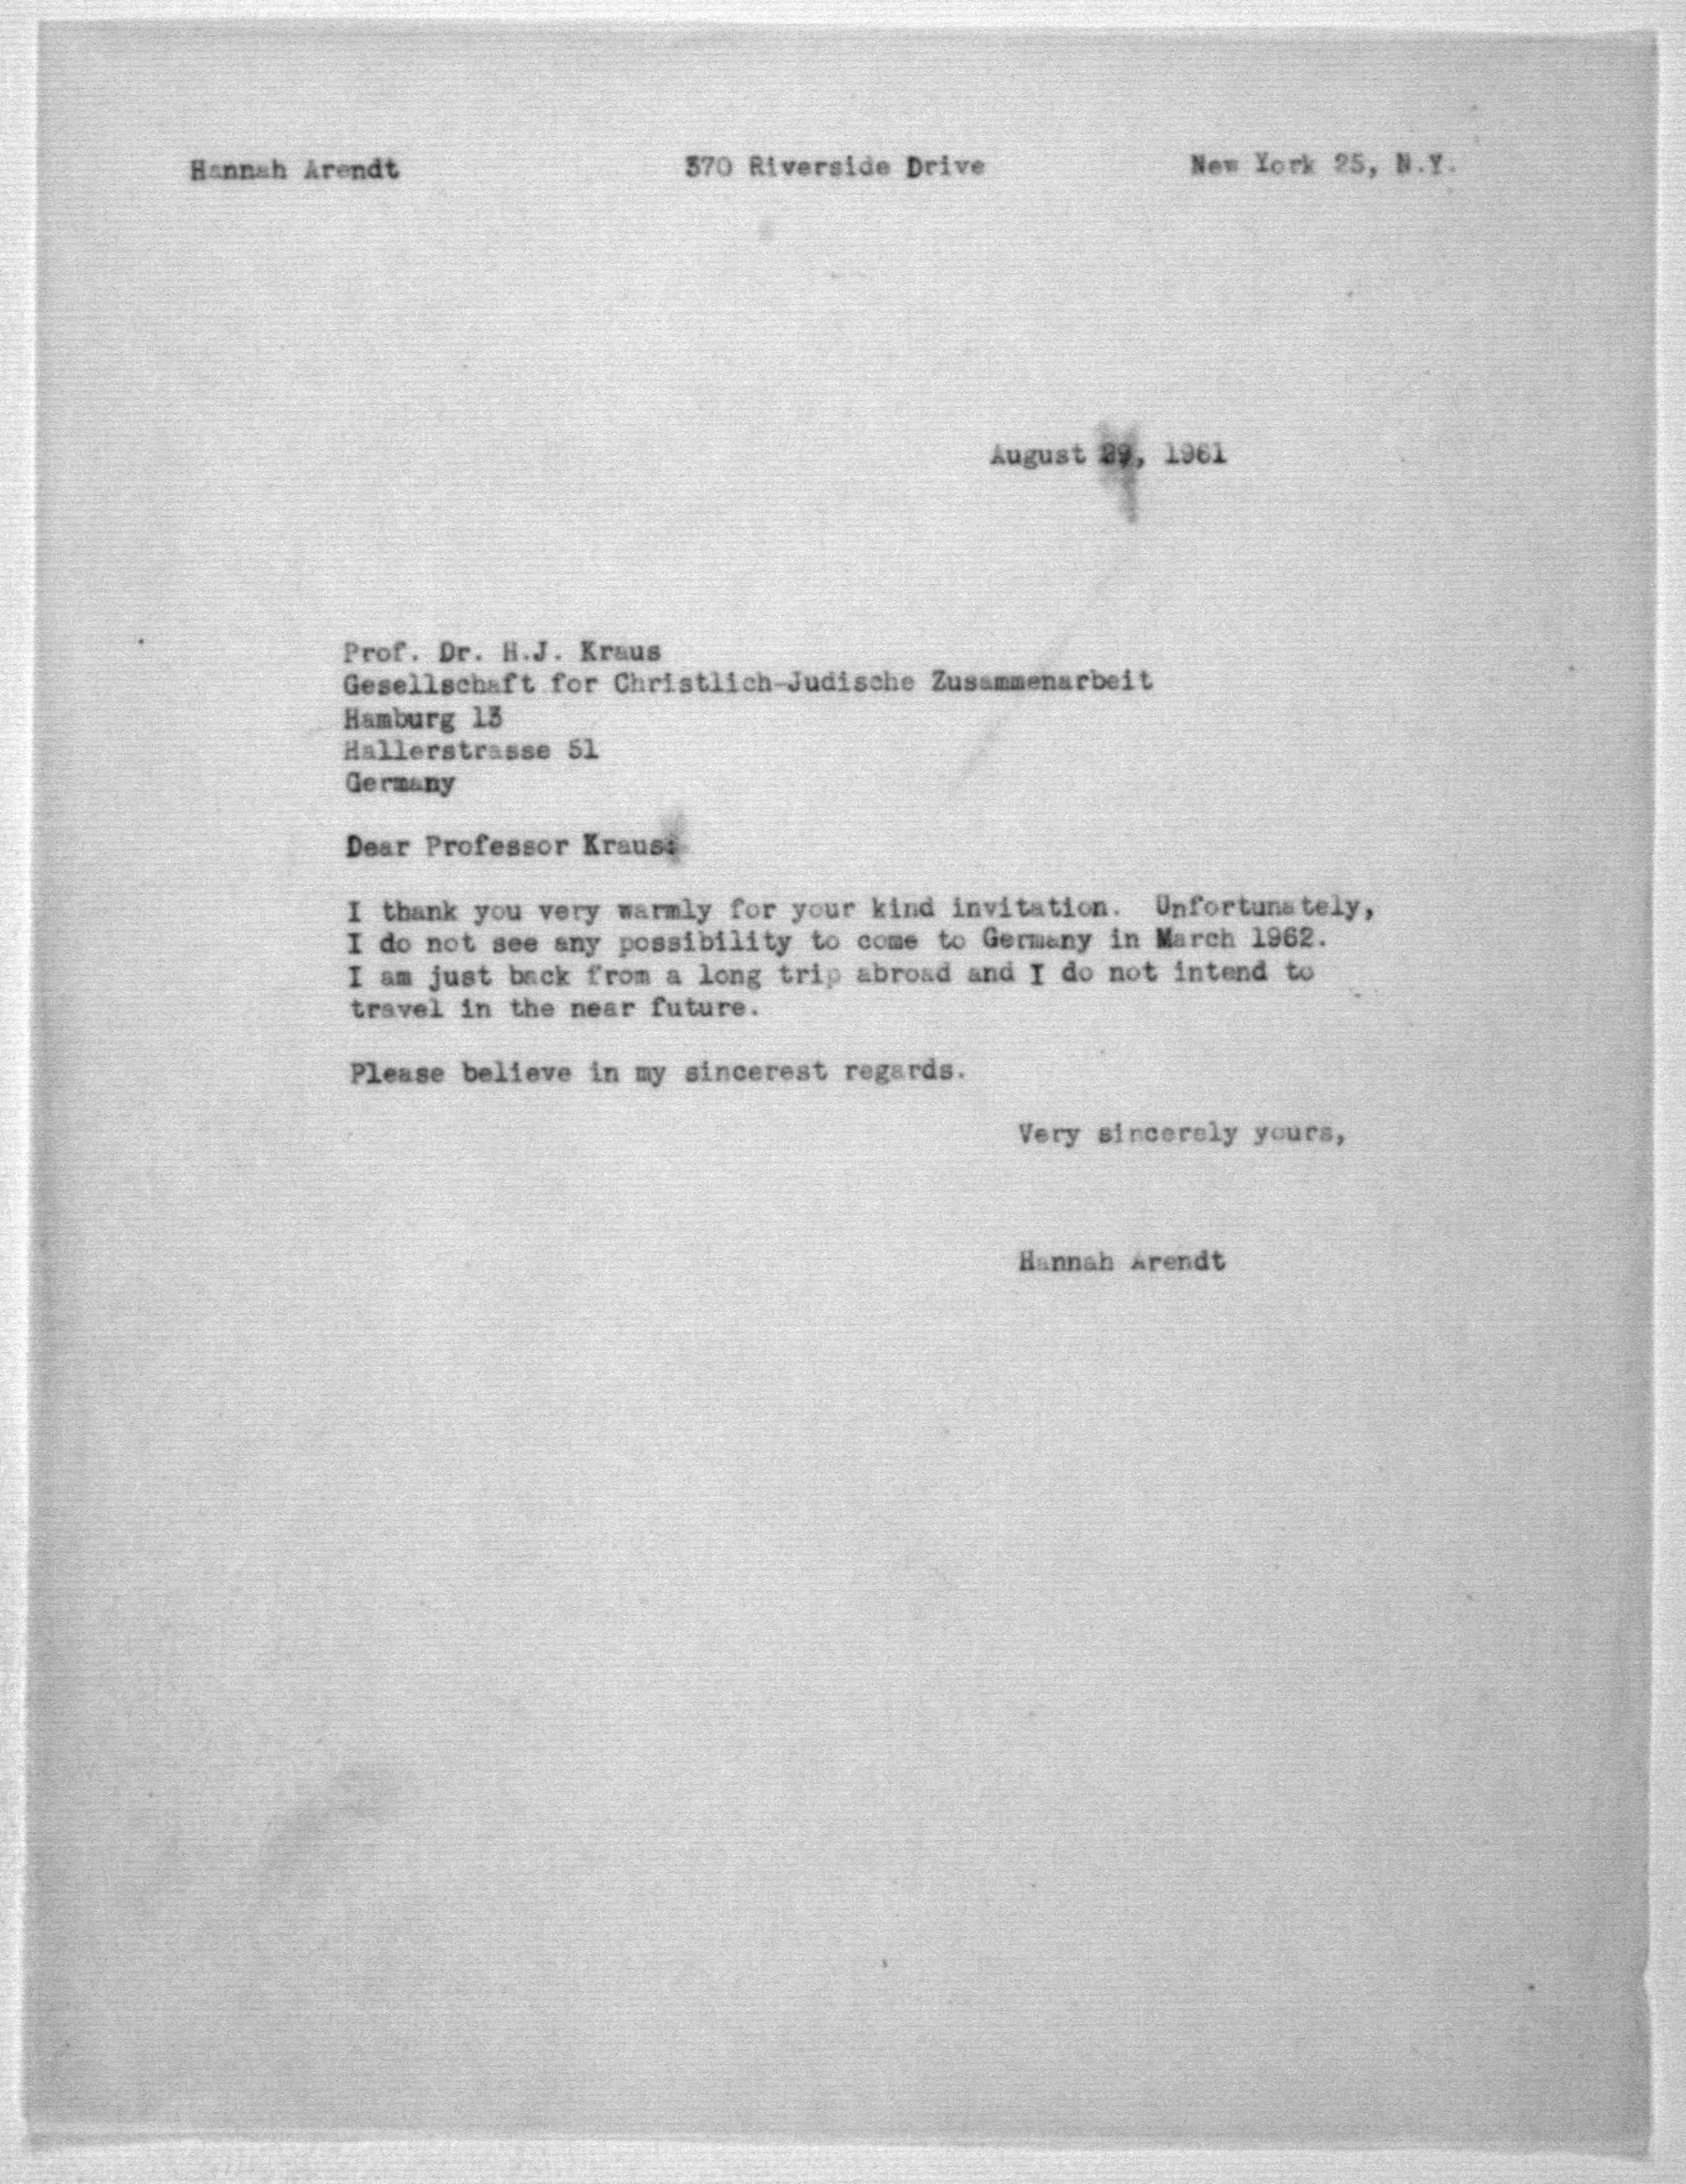 Hannah Arendt 370 Riverside Drive New York 25, N.Y.
August 29, 1961
Prof. Dr. H.J. Kraus
Gesellschaft for Christlich-Judische Zusammenarbeit
Hamburg 13
Hallerstrasse 51
Germany
Dear Professor Kraus:
I thank you very warmly for your kind invitation. Unfortunately,
I do not see any possibility to come to Germany in March 1962.
I am just back from a long trip abroad and I do not intend to
travel in the near future.
Please believe in my sincerest regards.
Very sincerely yours,
Hannah Arendt